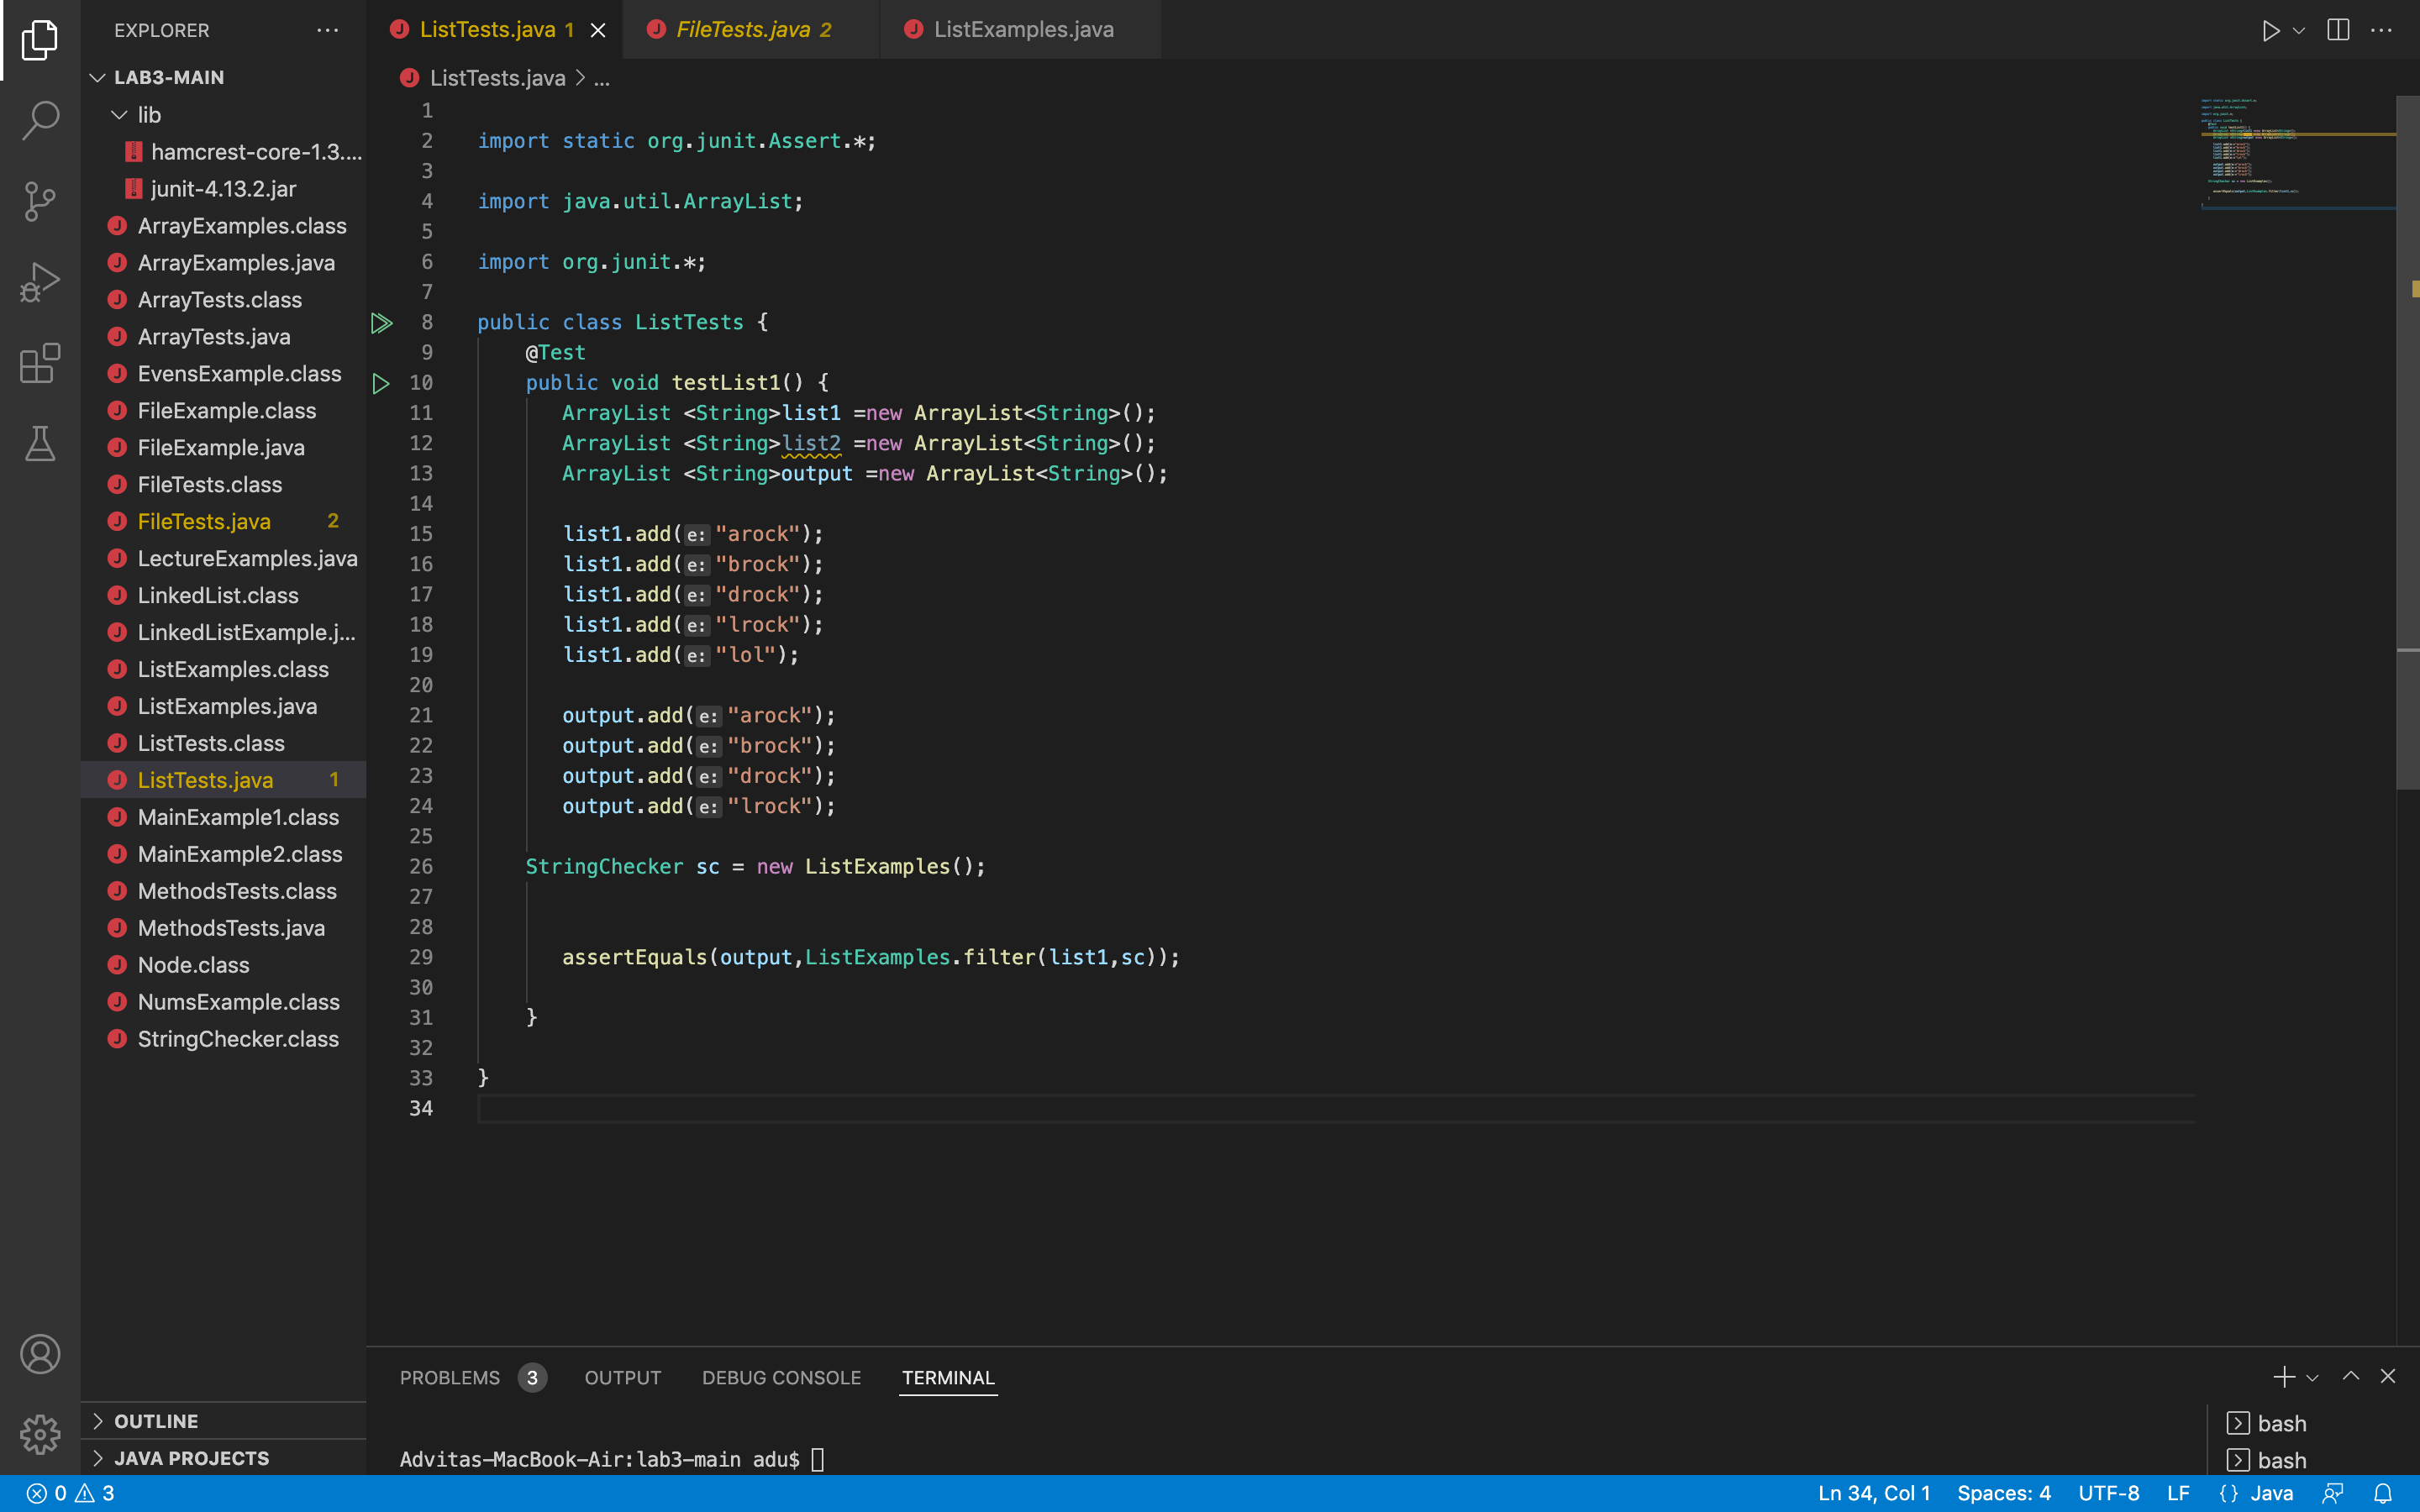 EXPLORER
LAB3-MAIN
lib
hamcrest-core-1.3....
junit-4.13.2.jar
ArrayExamples.class
ArrayExamples.java
ArrayTests.class
ArrayTests.java
EvensExample.class
FileExample.class
FileExample.java
FileTests.class
FileTests.java 2
LectureExamples.java
LinkedList.class
LinkedListExample.j...
ListExamples.class
ListExamples.java
ListTests.class
ListTests.java 1
MainExample1.class
MainExample2.class
MethodsTests.class
MethodsTests.java
Node.class
NumsExample.class
StringChecker.class
OUTLINE
JAVA PROJECTS
ListTests.java 1 FileTests.java 2 ListExamples.java
ListTests.java > ...
1
2 import static org.junit.Assert.*;
3
4 import java.util.ArrayList;
5
6 import org.junit.*;
7
8 public class ListTests {
9 @Test
10 public void testList1() {
11 ArrayList <String>list1 =new ArrayList<String>();
12 ArrayList <String>list2 =new ArrayList<String>();
13 ArrayList <String>output =new ArrayList<String>();
14
15 list1.add(e: "arock");
16 list1.add(e: "brock");
17 list1.add(e: "drock");
18 list1.add(e: "lrock");
19 list1.add(e: "lol");
20
21 output.add(e: "arock");
22 output.add(e: "brock");
23 output.add(e: "drock");
24 output.add(e: "lrock");
25
26 StringChecker sc = new ListExamples();
27
28
29 assertEquals(output,ListExamples.filter(list1,sc));
30
31 }
32
33 }
34
PROBLEMS 3 OUTPUT DEBUG CONSOLE TERMINAL
Advitas-MacBook-Air:lab3-main adu$
bash
bash
0 3 Ln 34, Col 1 Spaces: 4 UTF-8 LF {} Java